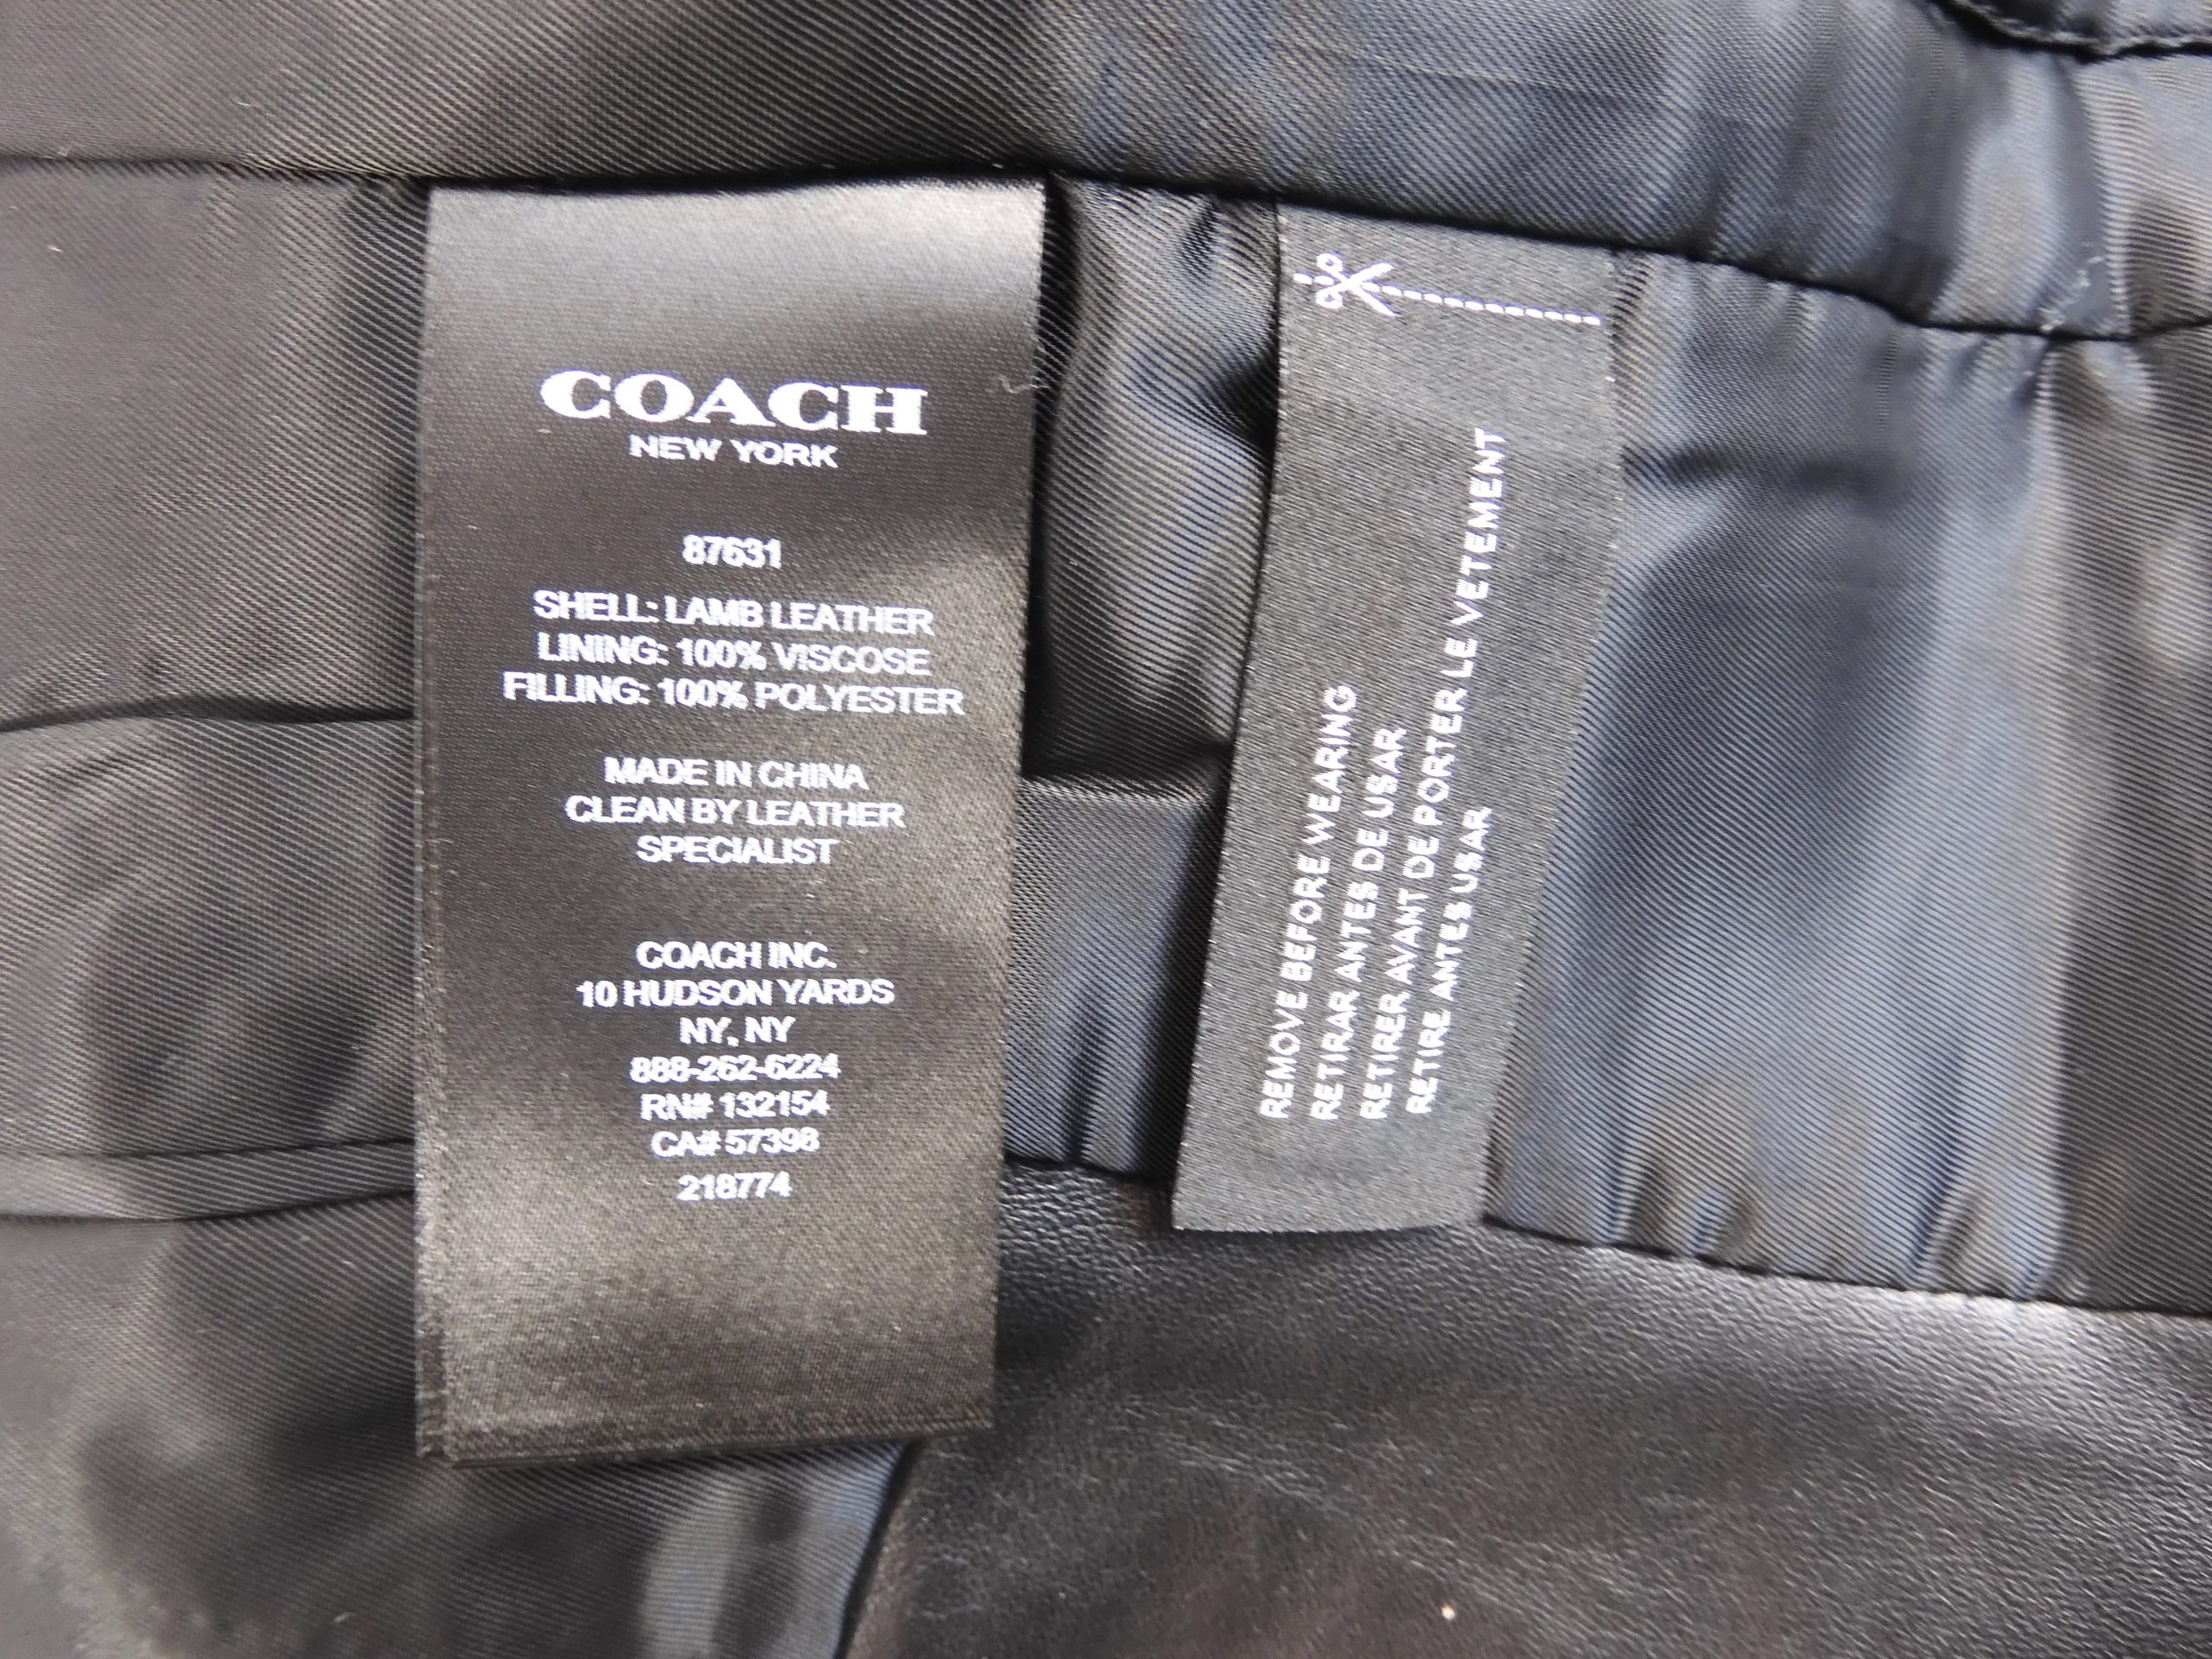 COACH
NEW YORK
87631
SHELL: LAMB LEATHER
LINING: 100% VISCOSE
FILLING: 100% POLYESTER
MADE IN CHINA
CLEAN BY LEATHER
SPECIALIST
COACH INC.
10 HUDSON YARDS
NY, NY
888-262-6224
RN# 132154
CA# 57398
218774
REMOVE BEFORE WEARING
RETIRAR ANTES DE USAR
RETIRER AVANT DE PORTER LE VETEMENT
RETIRE ANTES USAR